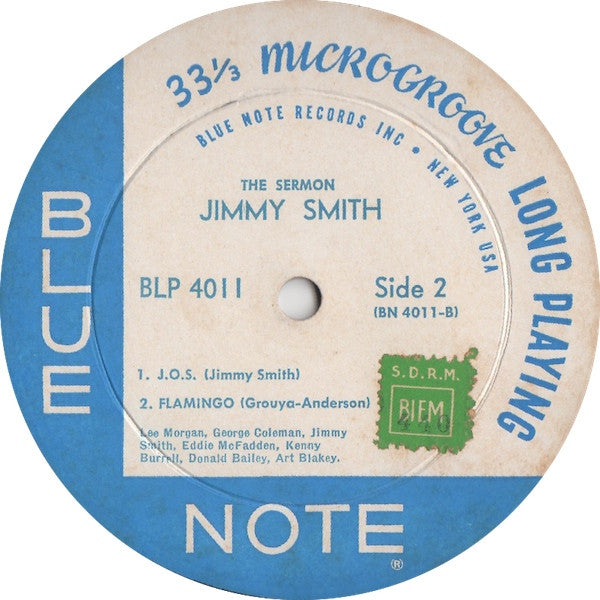 33⅓ MICROGROOVE LONG PLAYING
BLUE NOTE RECORDS INC • NEW YORK USA
THE SERMON
JIMMY SMITH
BLP 4011
Side 2
(BN 4011-B)
1. J.O.S. (Jimmy Smith)
2. FLAMINGO (Grouya-Anderson)
Lee Morgan, George Coleman, Jimmy
Smith, Eddie McFadden, Kenny
Burrell, Donald Bailey, Art Blakey.
S.D.R.M.
BIEM
BLUE
NOTE
®